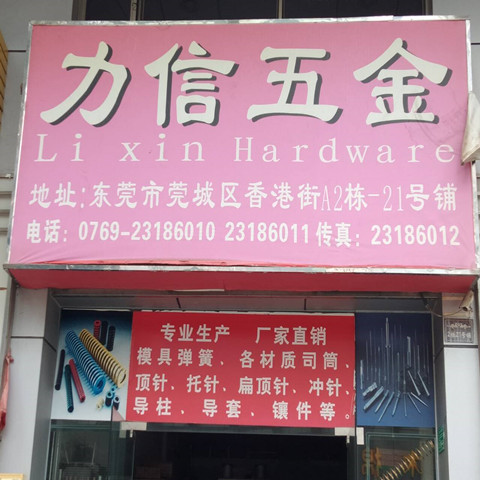 力信五金
Li xin Hardware
地址:东莞市莞城区香港街A2栋-21号铺
电话: 0769-23186010 23186011 传真: 23186012
专业生产 厂家直销
模具弹簧、各材质司筒、
顶针、托针、扁顶针、冲针、
导柱、导套、镶件等。